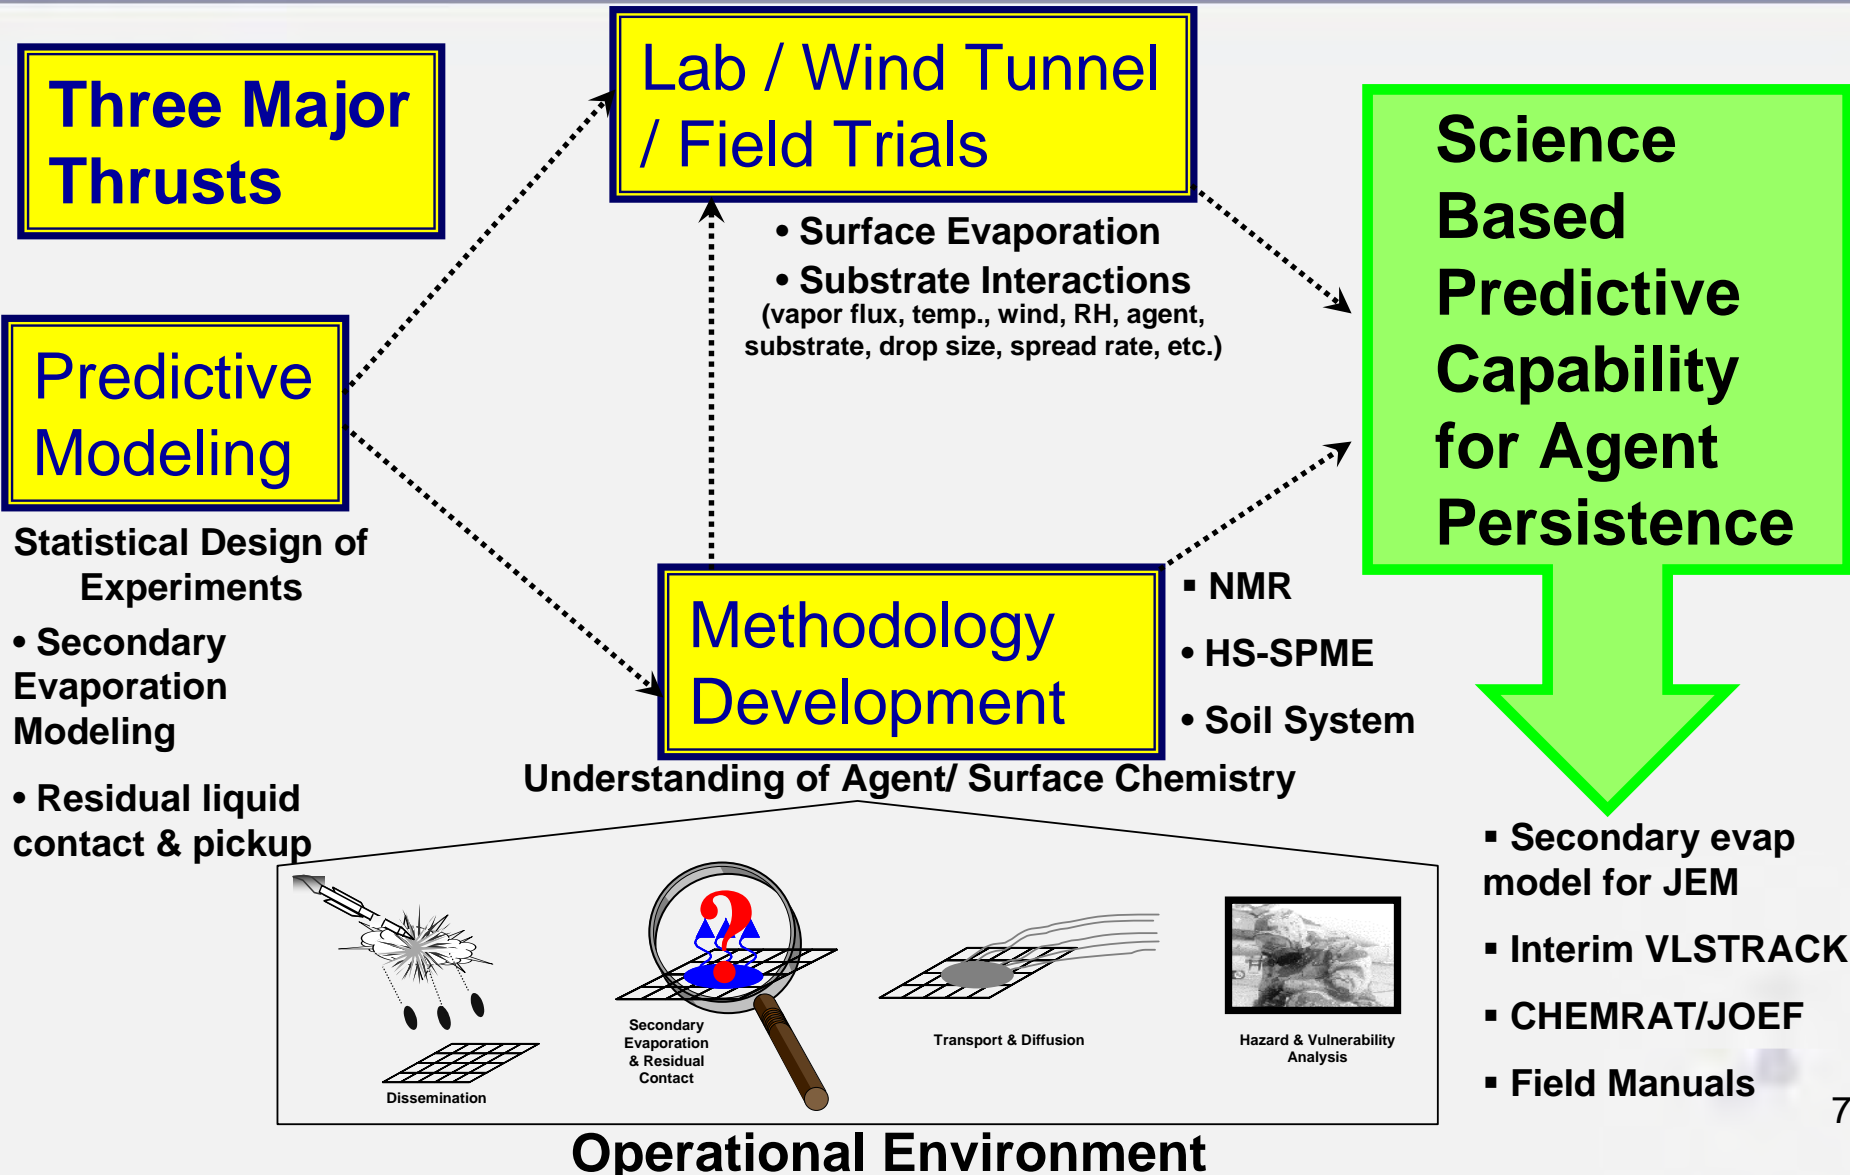 Three Major
Thrusts
Lab / Wind Tunnel
/ Field Trials
• Surface Evaporation
• Substrate Interactions
(vapor flux, temp., wind, RH, agent,
substrate, drop size, spread rate, etc.)
Predictive
Modeling
Statistical Design of
Experiments
• Secondary
Evaporation
Modeling
• Residual liquid
contact & pickup
Methodology
Development
▪ NMR
• HS-SPME
• Soil System
Understanding of Agent/ Surface Chemistry
Science
Based
Predictive
Capability
for Agent
Persistence
▪ Secondary evap
model for JEM
▪ Interim VLSTRACK
▪ CHEMRAT/JOEF
▪ Field Manuals
?
Dissemination
Secondary
Evaporation
& Residual
Contact
Transport & Diffusion
Hazard & Vulnerability
Analysis
Operational Environment
7